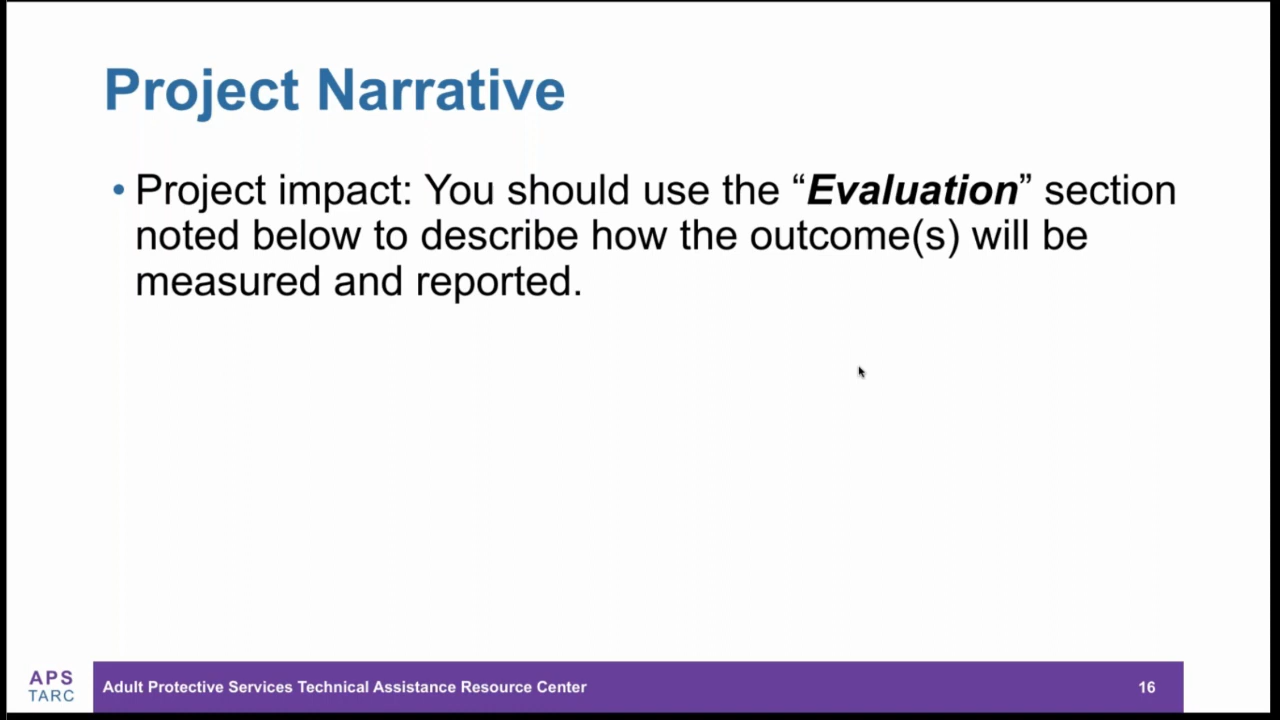 Project Narrative
• Project impact: You should use the “Evaluation” section
noted below to describe how the outcome(s) will be
measured and reported.
APS
TARC
Adult Protective Services Technical Assistance Resource Center
16